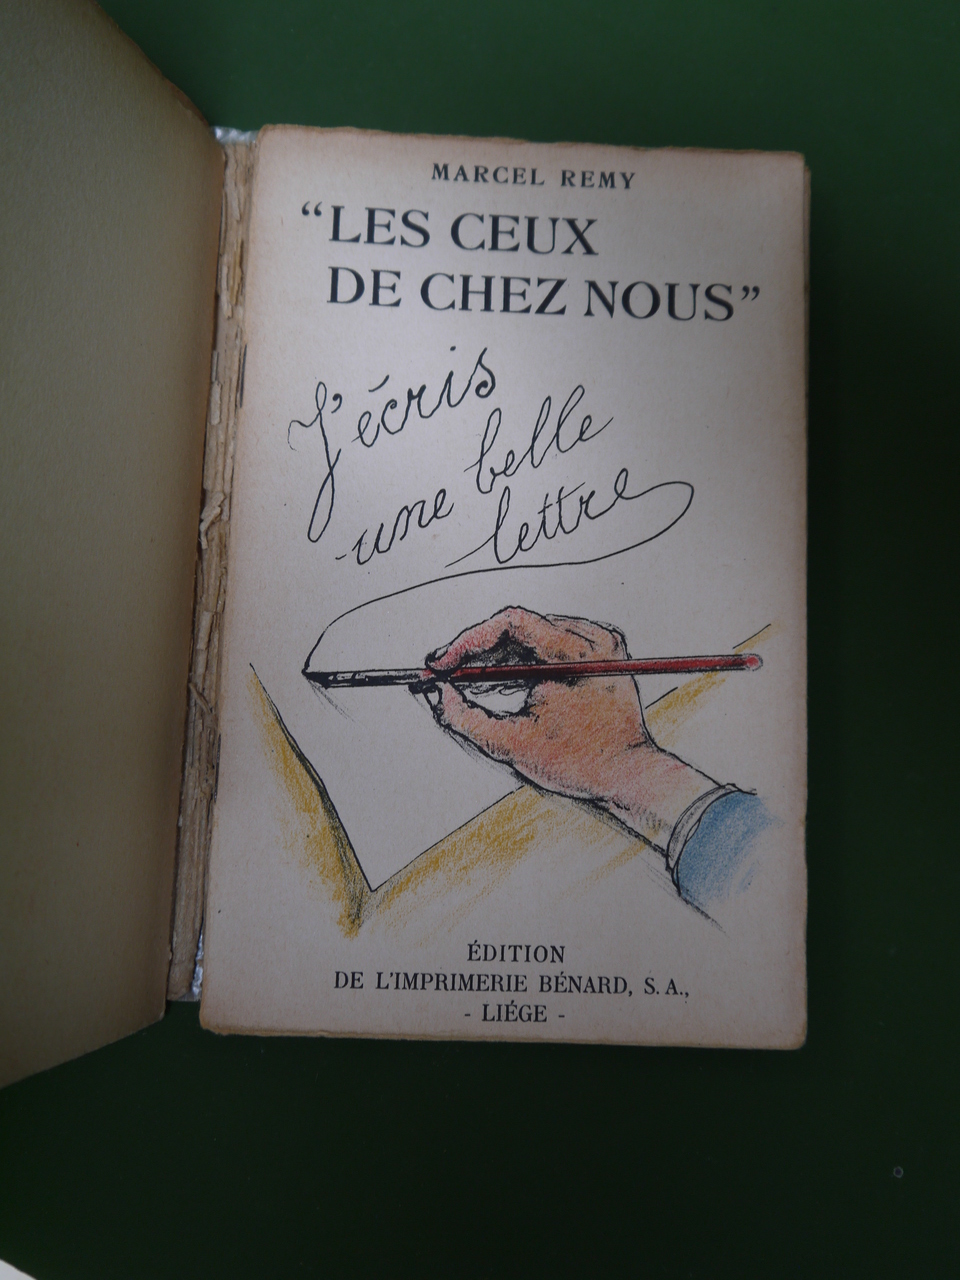 MARCEL REMY
“LES CEUX
DE CHEZ NOUS”
J'écris
une belle
lettre
ÉDITION
DE L'IMPRIMERIE BÉNARD, S. A.,
- LIÉGE -